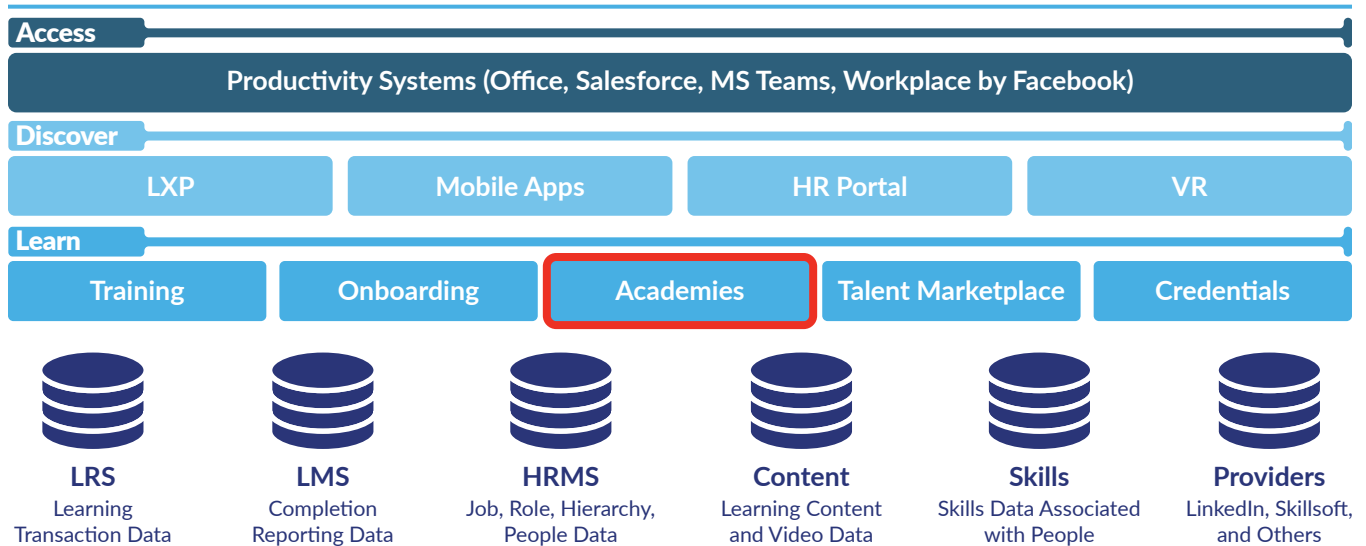 Access
Productivity Systems (Office, Salesforce, MS Teams, Workplace by Facebook)
Discover
LXP
Mobile Apps
HR Portal
VR
Learn
Training
Onboarding
Academies
Talent Marketplace
Credentials
LRS
Learning
Transaction Data
LMS
Completion
Reporting Data
HRMS
Job, Role, Hierarchy,
People Data
Content
Learning Content
and Video Data
Skills
Skills Data Associated
with People
Providers
LinkedIn, Skillsoft,
and Others